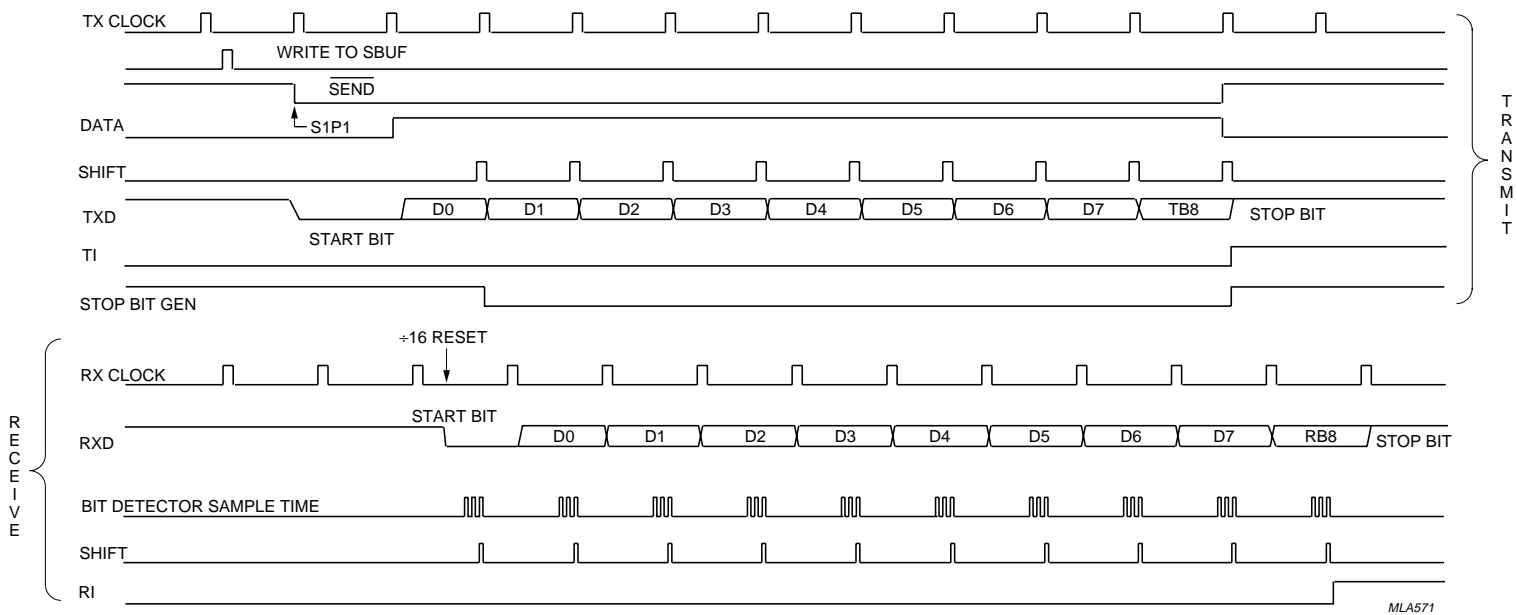 TX CLOCK
WRITE TO SBUF
SEND
S1P1
DATA
SHIFT
TXD
START BIT
D0 D1 D2 D3 D4 D5 D6 D7 TB8
STOP BIT
TI
STOP BIT GEN
TRANSMIT
÷16 RESET
RX CLOCK
START BIT
RXD
D0 D1 D2 D3 D4 D5 D6 D7 RB8
STOP BIT
BIT DETECTOR SAMPLE TIME
SHIFT
RI
RECEIVE
MLA571